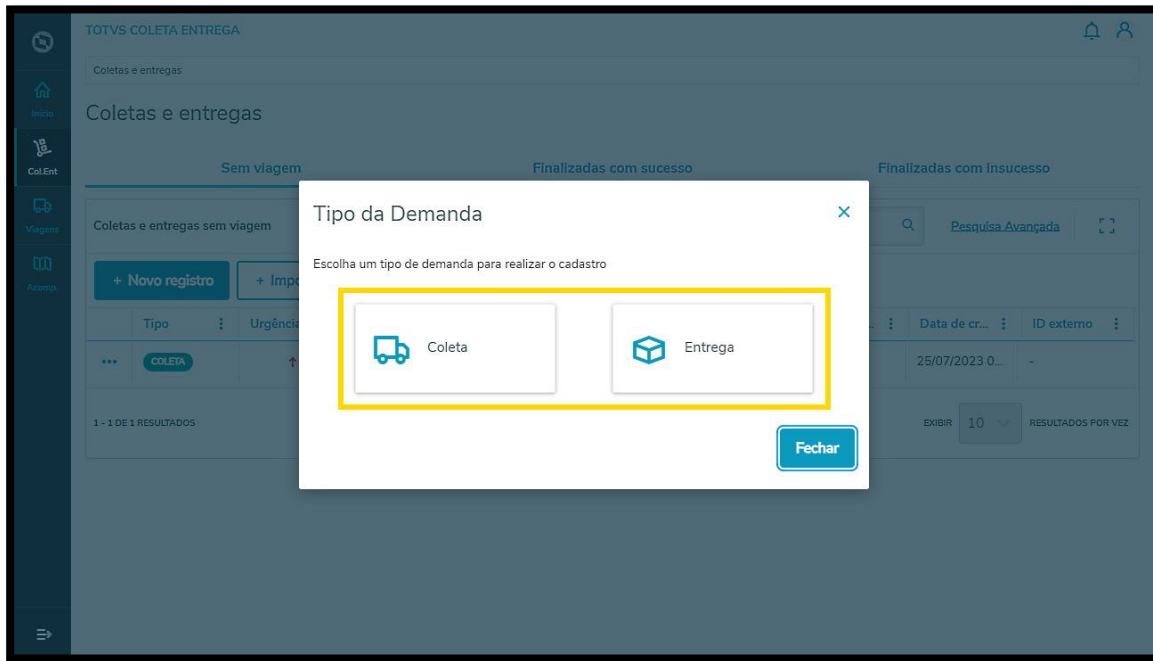 TOTVS COLETA ENTREGA
Coletas e entregas
Início
Coletas e entregas
Col.Ent
Sem viagem
Finalizadas com sucesso
Finalizadas com insucesso
Viagens
Tipo da Demanda
Coletas e entregas sem viagem
Pesquisa Avançada
Escolha um tipo de demanda para realizar o cadastro
Acomp.
+ Novo registro
+ Impo
Tipo
Urgência
Data de cr...
ID externo
Coleta
Entrega
COLETA
25/07/2023 0...
-
1 - 1 DE 1 RESULTADOS
EXIBIR 10 RESULTADOS POR VEZ
Fechar